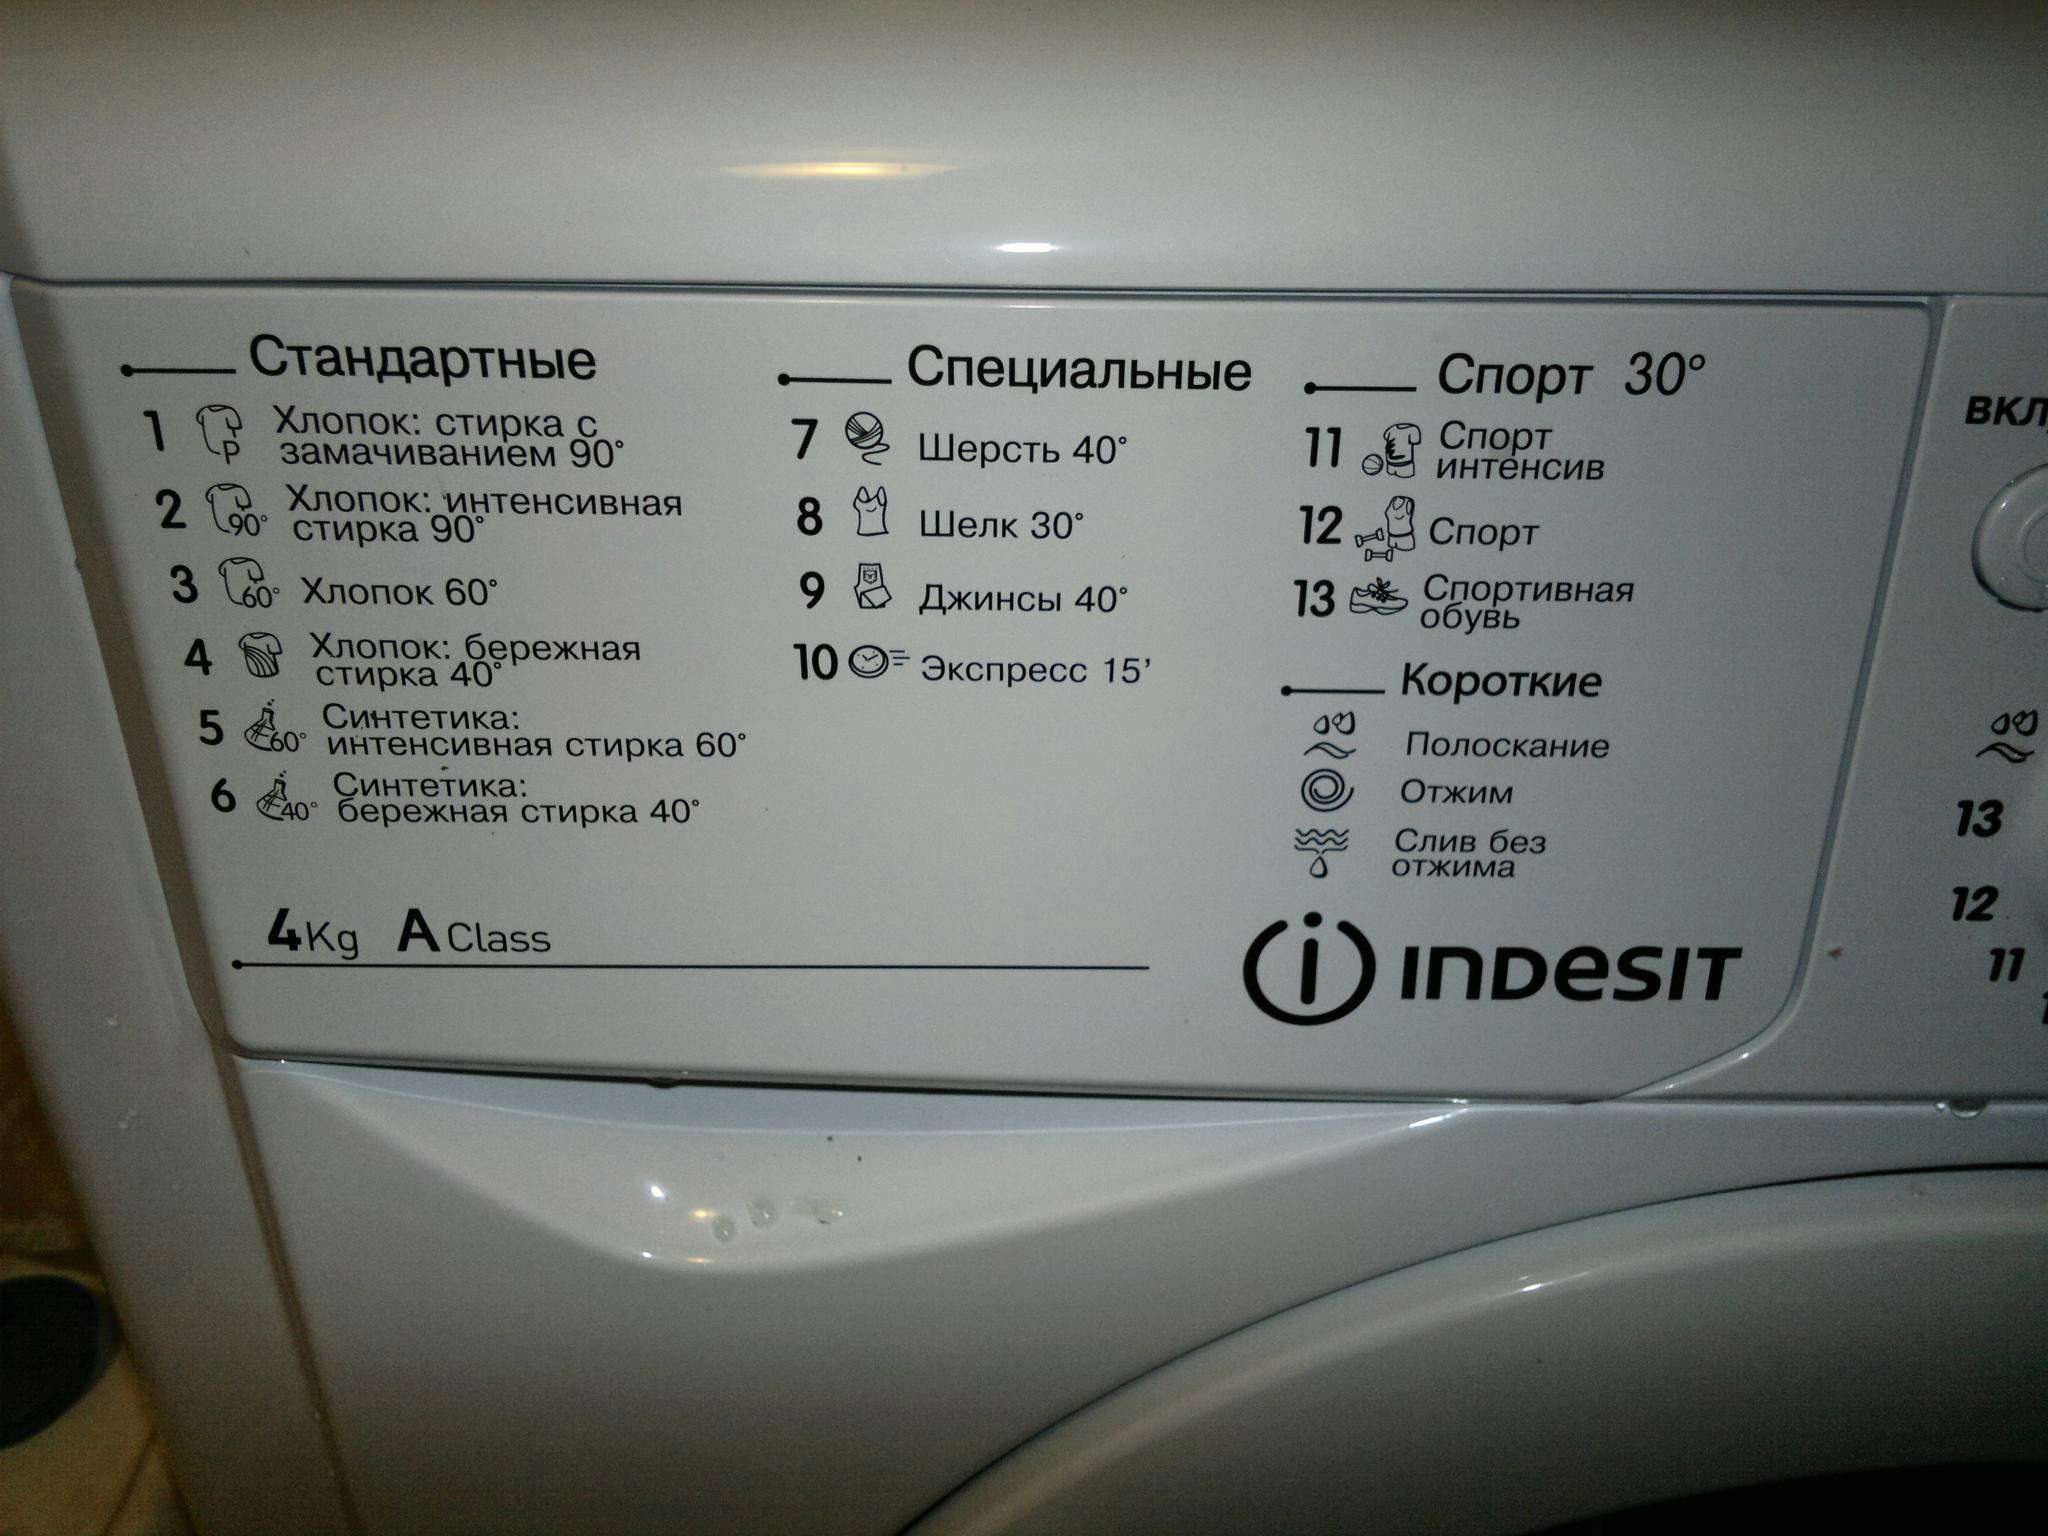 Стандартные
1 Хлопок: стирка с
замачиванием 90°
2 90° Хлопок: интенсивная
стирка 90°
3 60° Хлопок 60°
4 Хлопок: бережная
стирка 40°
5 60° Синтетика:
интенсивная стирка 60°
6 40° Синтетика:
бережная стирка 40°
4Kg A Class
Специальные
7 Шерсть 40°
8 Шелк 30°
9 Джинсы 40°
10 Экспресс 15’
Спорт 30°
11 Спорт
интенсив
12 Спорт
13 Спортивная
обувь
Короткие
Полоскание
Отжим
Слив без
отжима
INDESIT
13
12
11